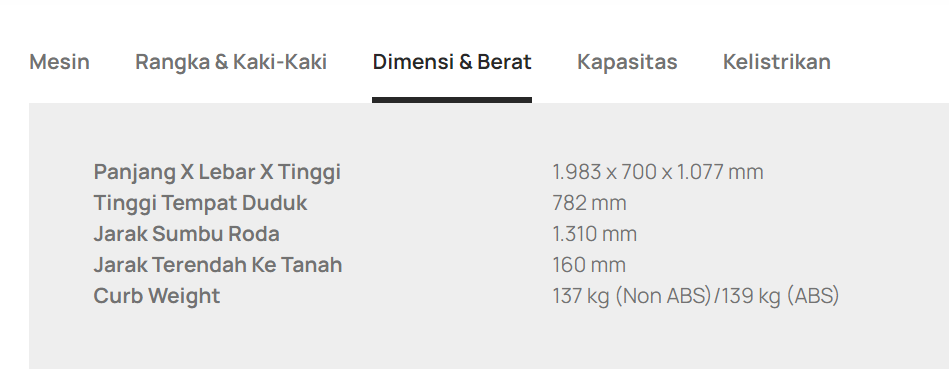 Mesin Rangka & Kaki-Kaki Dimensi & Berat Kapasitas Kelistrikan
Panjang X Lebar X Tinggi 1.983 x 700 x 1.077 mm
Tinggi Tempat Duduk 782 mm
Jarak Sumbu Roda 1.310 mm
Jarak Terendah Ke Tanah 160 mm
Curb Weight 137 kg (Non ABS)/139 kg (ABS)